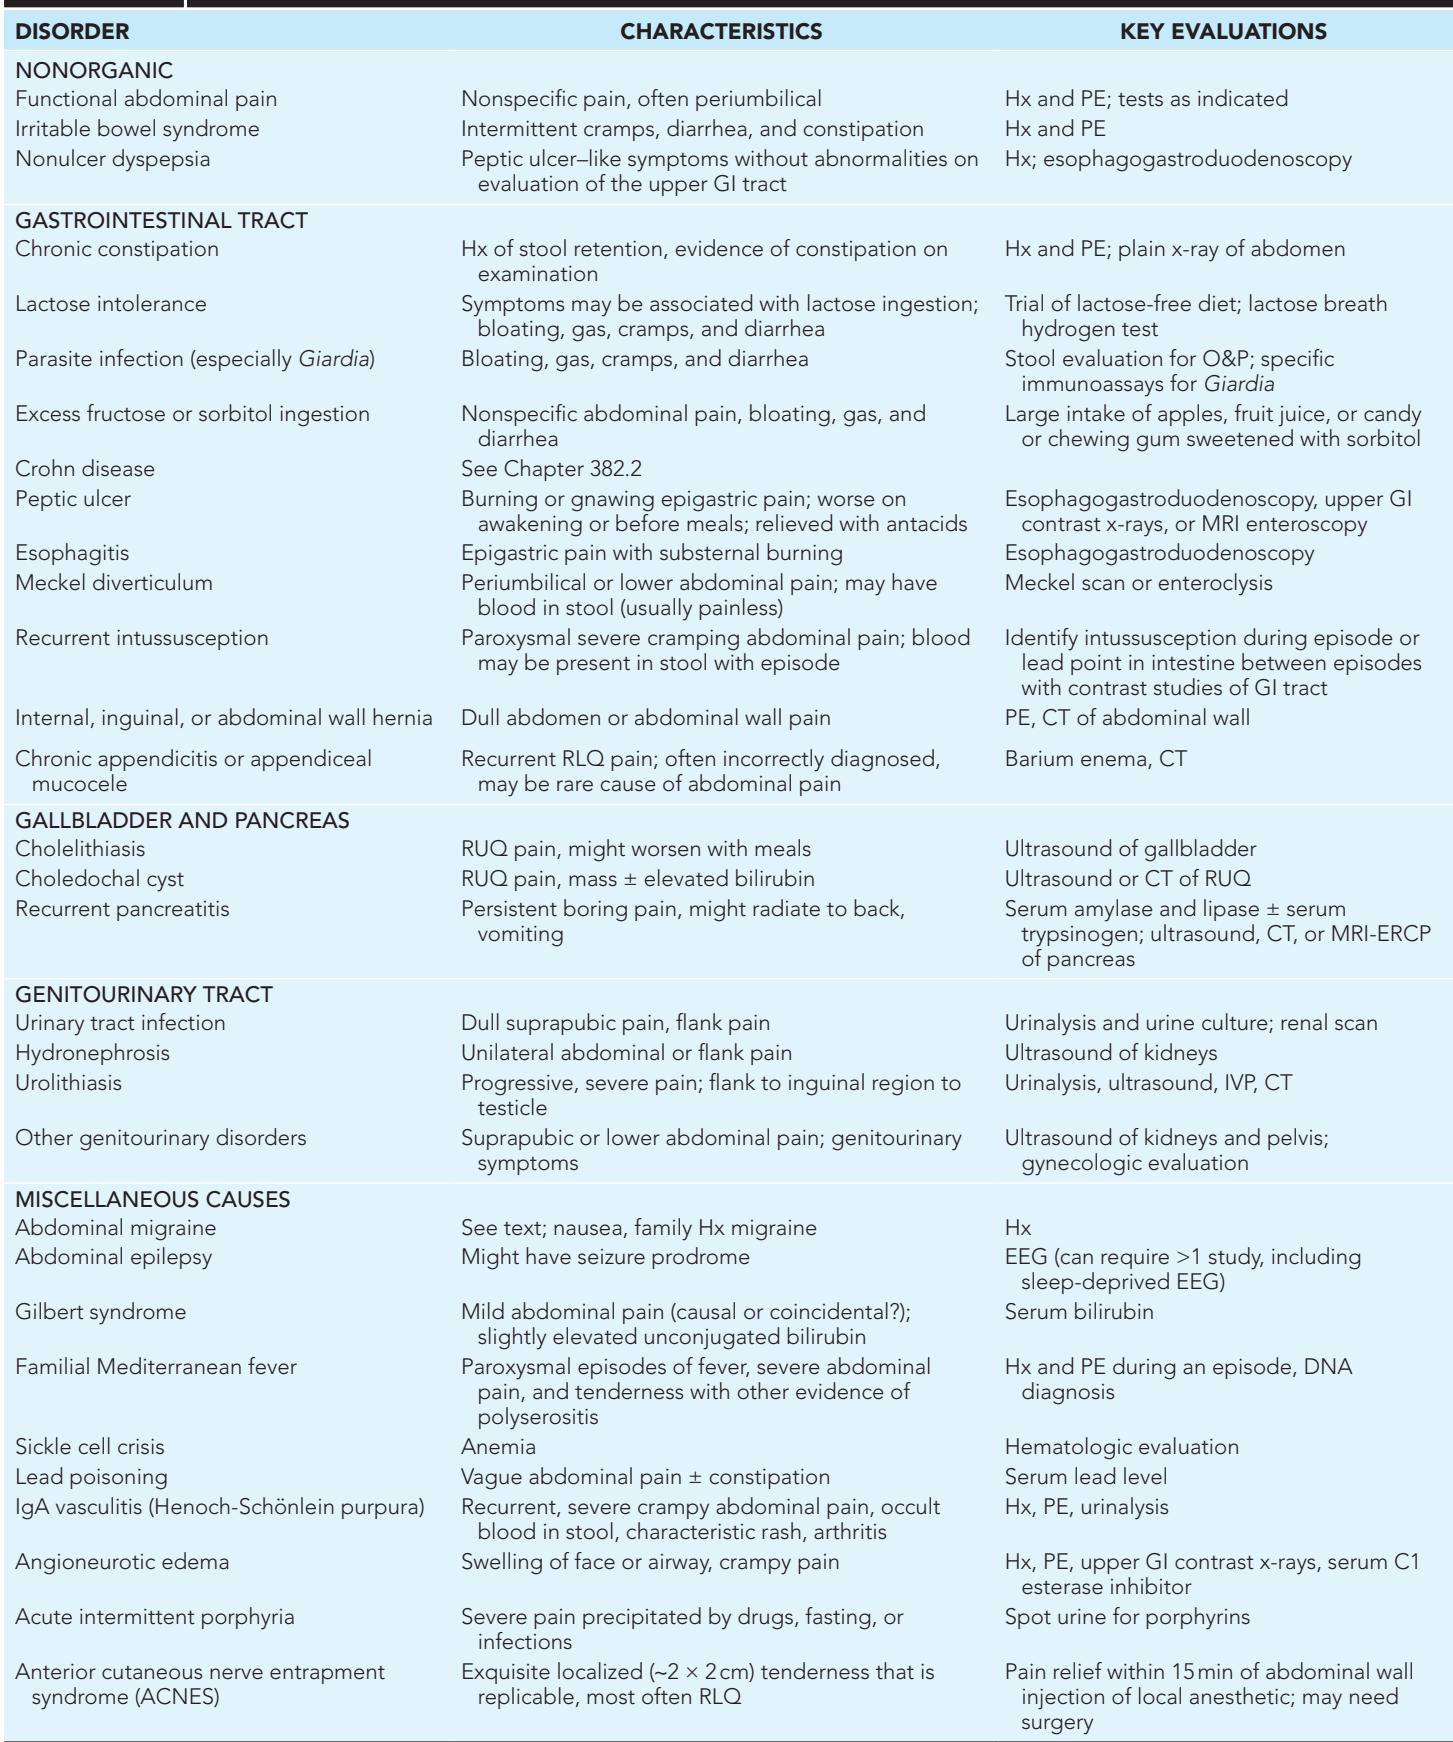 DISORDER CHARACTERISTICS KEY EVALUATIONS
NONORGANIC
Functional abdominal pain Nonspecific pain, often periumbilical Hx and PE; tests as indicated
Irritable bowel syndrome Intermittent cramps, diarrhea, and constipation Hx and PE
Nonulcer dyspepsia Peptic ulcer–like symptoms without abnormalities on Hx; esophagogastroduodenoscopy
evaluation of the upper GI tract
GASTROINTESTINAL TRACT
Chronic constipation Hx of stool retention, evidence of constipation on Hx and PE; plain x-ray of abdomen
examination
Lactose intolerance Symptoms may be associated with lactose ingestion; Trial of lactose-free diet; lactose breath
bloating, gas, cramps, and diarrhea hydrogen test
Parasite infection (especially Giardia) Bloating, gas, cramps, and diarrhea Stool evaluation for O&P; specific
immunoassays for Giardia
Excess fructose or sorbitol ingestion Nonspecific abdominal pain, bloating, gas, and Large intake of apples, fruit juice, or candy
diarrhea or chewing gum sweetened with sorbitol
Crohn disease See Chapter 382.2
Peptic ulcer Burning or gnawing epigastric pain; worse on Esophagogastroduodenoscopy, upper GI
awakening or before meals; relieved with antacids contrast x-rays, or MRI enteroscopy
Esophagitis Epigastric pain with substernal burning Esophagogastroduodenoscopy
Meckel diverticulum Periumbilical or lower abdominal pain; may have Meckel scan or enteroclysis
blood in stool (usually painless)
Recurrent intussusception Paroxysmal severe cramping abdominal pain; blood Identify intussusception during episode or
may be present in stool with episode lead point in intestine between episodes
with contrast studies of GI tract
Internal, inguinal, or abdominal wall hernia Dull abdomen or abdominal wall pain PE, CT of abdominal wall
Chronic appendicitis or appendiceal Recurrent RLQ pain; often incorrectly diagnosed, Barium enema, CT
mucocele may be rare cause of abdominal pain
GALLBLADDER AND PANCREAS
Cholelithiasis RUQ pain, might worsen with meals Ultrasound of gallbladder
Choledochal cyst RUQ pain, mass ± elevated bilirubin Ultrasound or CT of RUQ
Recurrent pancreatitis Persistent boring pain, might radiate to back, Serum amylase and lipase ± serum
vomiting trypsinogen; ultrasound, CT, or MRI-ERCP
of pancreas
GENITOURINARY TRACT
Urinary tract infection Dull suprapubic pain, flank pain Urinalysis and urine culture; renal scan
Hydronephrosis Unilateral abdominal or flank pain Ultrasound of kidneys
Urolithiasis Progressive, severe pain; flank to inguinal region to Urinalysis, ultrasound, IVP, CT
testicle
Other genitourinary disorders Suprapubic or lower abdominal pain; genitourinary Ultrasound of kidneys and pelvis;
symptoms gynecologic evaluation
MISCELLANEOUS CAUSES
Abdominal migraine See text; nausea, family Hx migraine Hx
Abdominal epilepsy Might have seizure prodrome EEG (can require >1 study, including
sleep-deprived EEG)
Gilbert syndrome Mild abdominal pain (causal or coincidental?); Serum bilirubin
slightly elevated unconjugated bilirubin
Familial Mediterranean fever Paroxysmal episodes of fever, severe abdominal Hx and PE during an episode, DNA
pain, and tenderness with other evidence of diagnosis
polyserositis
Sickle cell crisis Anemia Hematologic evaluation
Lead poisoning Vague abdominal pain ± constipation Serum lead level
IgA vasculitis (Henoch-Schönlein purpura) Recurrent, severe crampy abdominal pain, occult Hx, PE, urinalysis
blood in stool, characteristic rash, arthritis
Angioneurotic edema Swelling of face or airway, crampy pain Hx, PE, upper GI contrast x-rays, serum C1
esterase inhibitor
Acute intermittent porphyria Severe pain precipitated by drugs, fasting, or Spot urine for porphyrins
infections
Anterior cutaneous nerve entrapment Exquisite localized (~2 × 2 cm) tenderness that is Pain relief within 15 min of abdominal wall
syndrome (ACNES) replicable, most often RLQ injection of local anesthetic; may need
surgery